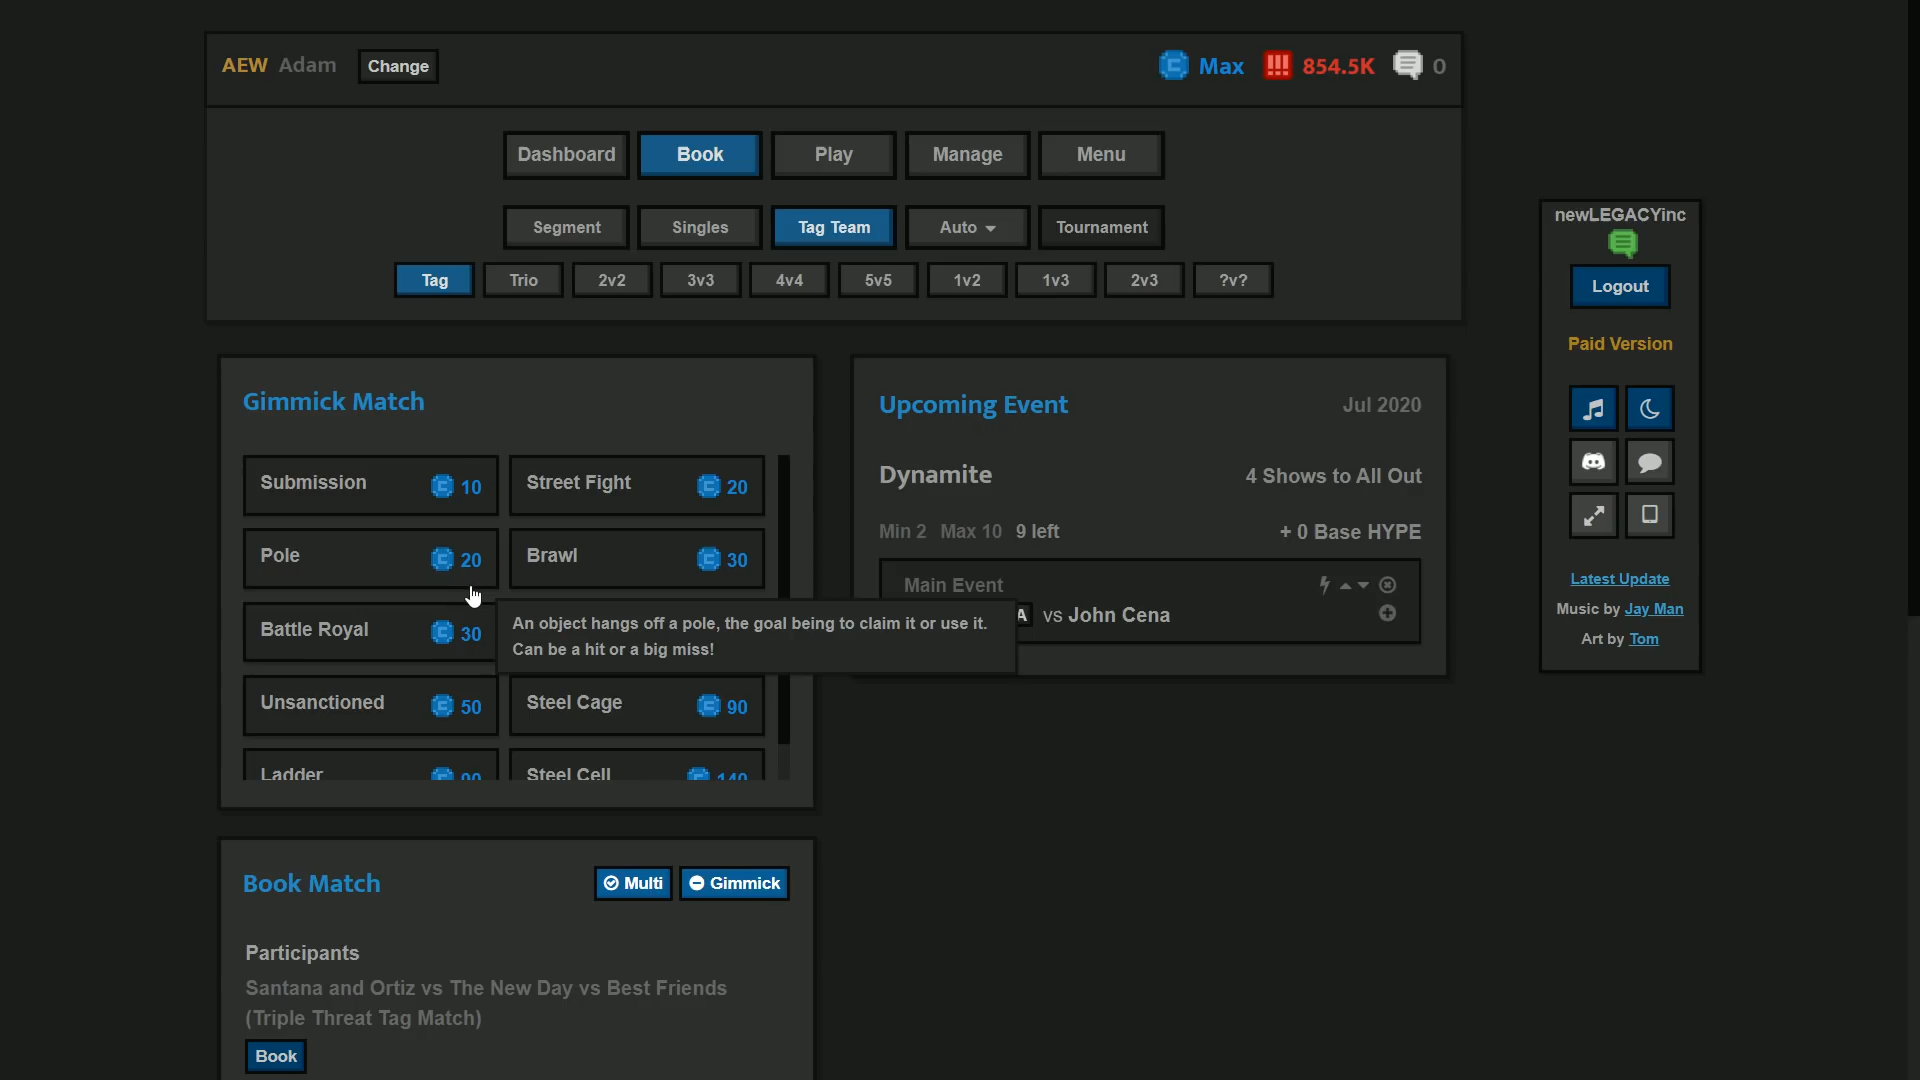 AEW Adam Change Max 854.5K 0
Dashboard Book Play Manage Menu
Segment Singles Tag Team Auto Tournament
Tag Trio 2v2 3v3 4v4 5v5 1v2 1v3 2v3 ?v?
newLEGACYinc
Logout
Paid Version
Latest Update
Music by Jay Man
Art by Tom
Gimmick Match
Submission 10 Street Fight 20
Pole 20 Brawl 30
Battle Royal 30
An object hangs off a pole, the goal being to claim it or use it.
Can be a hit or a big miss!
Unsanctioned 50 Steel Cage 90
Ladder 90 Steel Cell 140
Upcoming Event Jul 2020
Dynamite 4 Shows to All Out
Min 2 Max 10 9 left + 0 Base HYPE
Main Event
A vs John Cena
Book Match Multi Gimmick
Participants
Santana and Ortiz vs The New Day vs Best Friends
(Triple Threat Tag Match)
Book